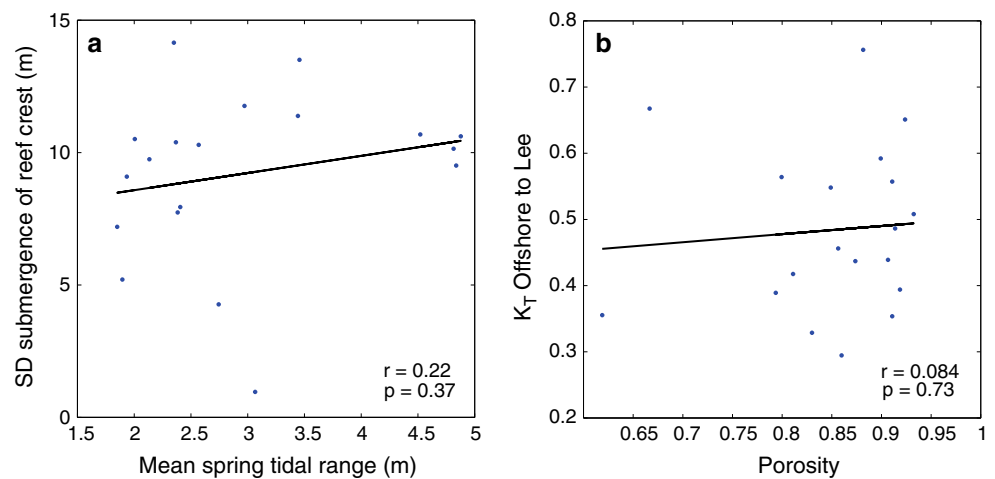 a
15
10
5
0
SD submergence of reef crest (m)
1.5 2 2.5 3 3.5 4 4.5 5
Mean spring tidal range (m)
r = 0.22
p = 0.37
b
0.8
0.7
0.6
0.5
0.4
0.3
0.2
KT Offshore to Lee
0.65 0.7 0.75 0.8 0.85 0.9 0.95 1
Porosity
r = 0.084
p = 0.73